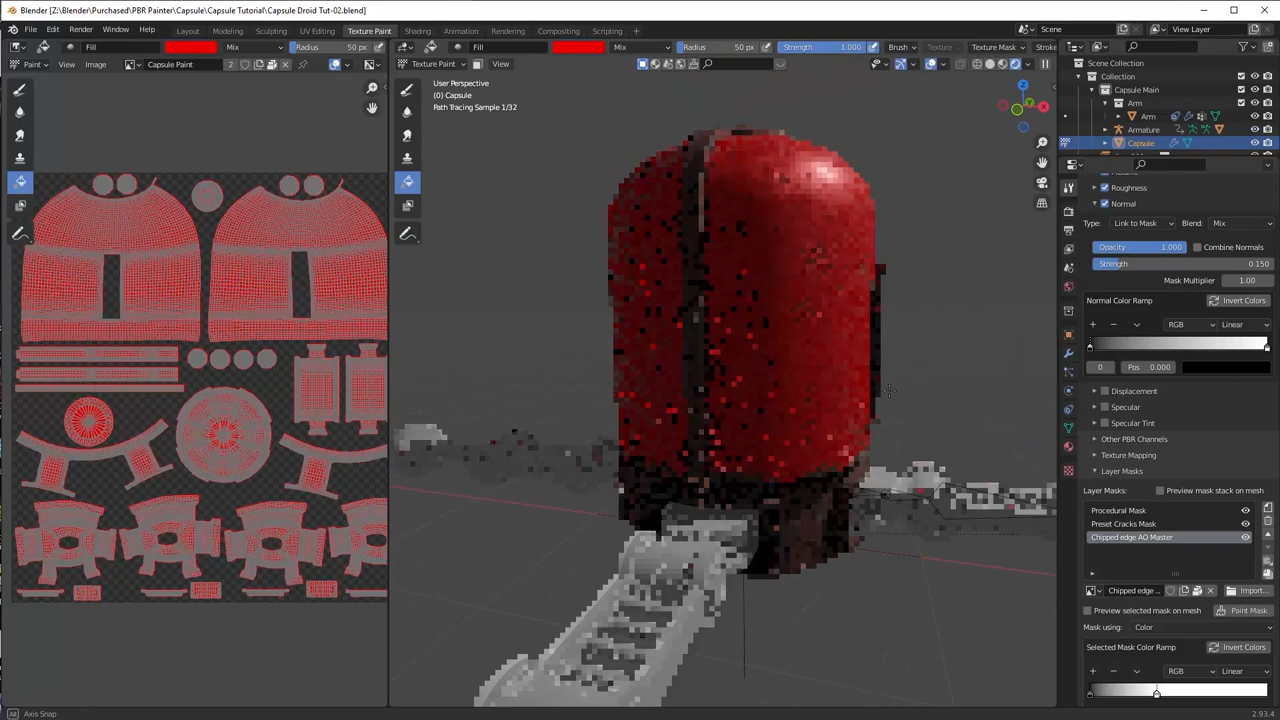 Blender [Z:\Blender\Purchased\PBR Painter\Capsule\Capsule Tutorial\Capsule Droid Tut-02.blend]
File Edit Render Window Help Layout Modeling Sculpting UV Editing Texture Paint Shading Animation Rendering Compositing Scripting + Scene View Layer
Fill Mix Radius 50 px Fill Mix Radius 50 px Strength 1.000 Brush Texture Texture Mask Stroke
Paint View Image Capsule Paint 2 Texture Paint View
Scene Collection
Collection
Capsule Main
Arm
Arm
Armature
Capsule
User Perspective
(0) Capsule
Path Tracing Sample 1/32
Roughness
Normal
Type: Link to Mask Blend: Mix
Opacity 1.000 Combine Normals
Strength 0.150
Mask Multiplier 1.00
Normal Color Ramp Invert Colors
RGB Linear
0 Pos 0.000
Displacement
Specular
Specular Tint
Other PBR Channels
Texture Mapping
Layer Masks
Layer Masks: Preview mask stack on mesh
Procedural Mask
Preset Cracks Mask
Chipped edge AO Master
Chipped edge ... Import...
Preview selected mask on mesh Paint Mask
Mask using: Color
Selected Mask Color Ramp Invert Colors
RGB Linear
Axis Snap 2.93.4